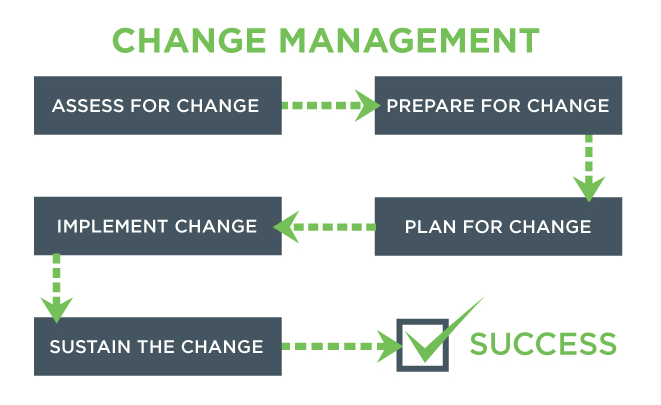 CHANGE MANAGEMENT
ASSESS FOR CHANGE
PREPARE FOR CHANGE
PLAN FOR CHANGE
IMPLEMENT CHANGE
SUSTAIN THE CHANGE
SUCCESS